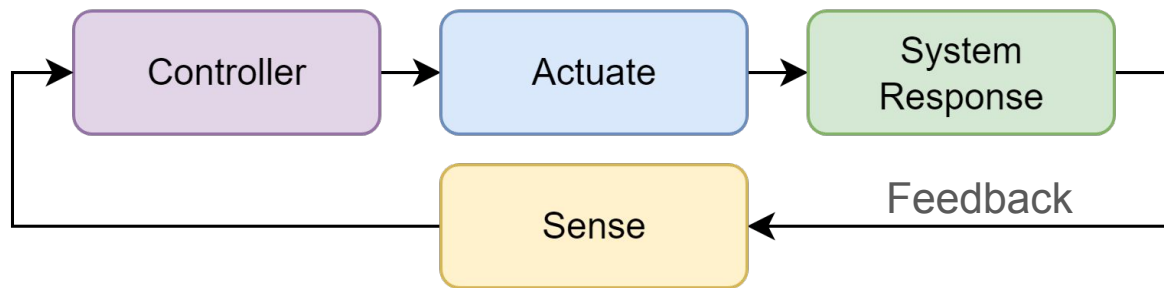 Controller
Actuate
System
Response
Feedback
Sense